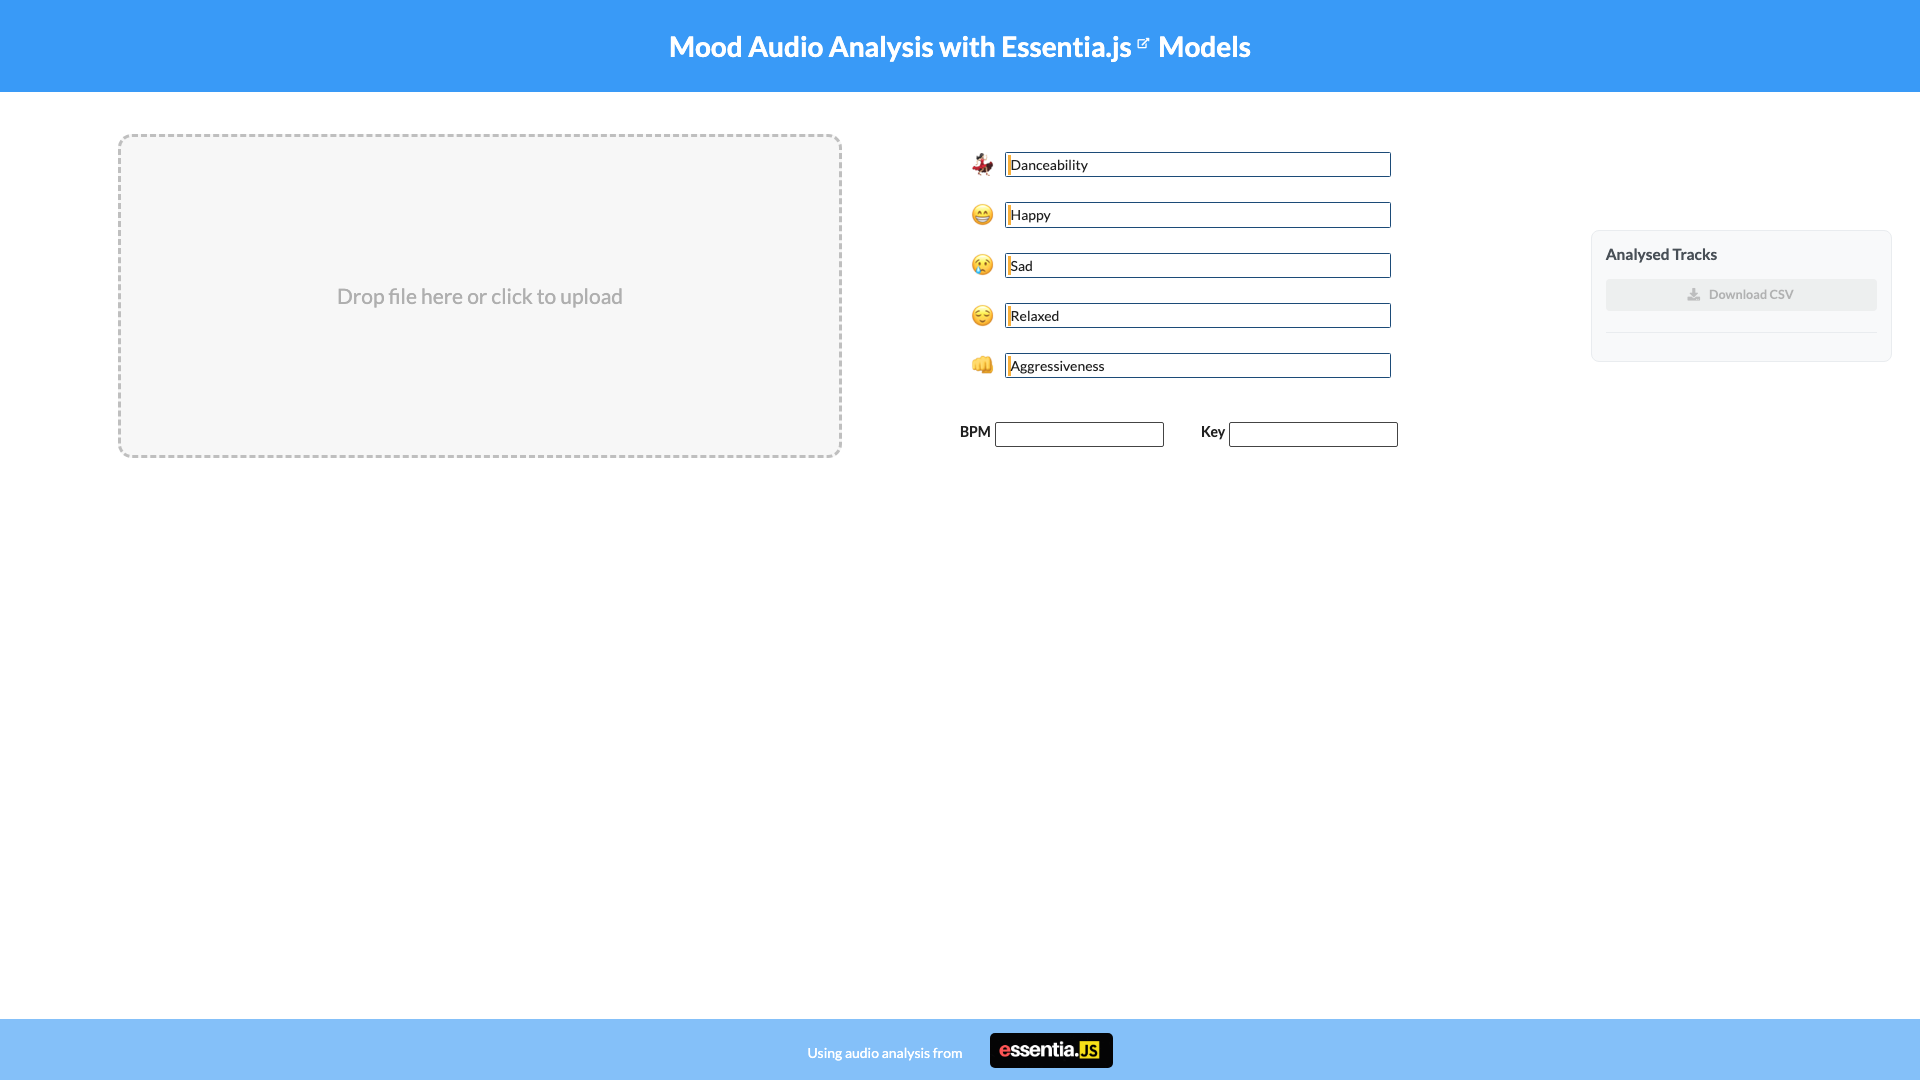 Mood Audio Analysis with Essentia.js Models
Drop file here or click to upload
Danceability
Happy
Sad
Relaxed
Aggressiveness
BPM
Key
Analysed Tracks
Download CSV
Using audio analysis from
essentia.JS